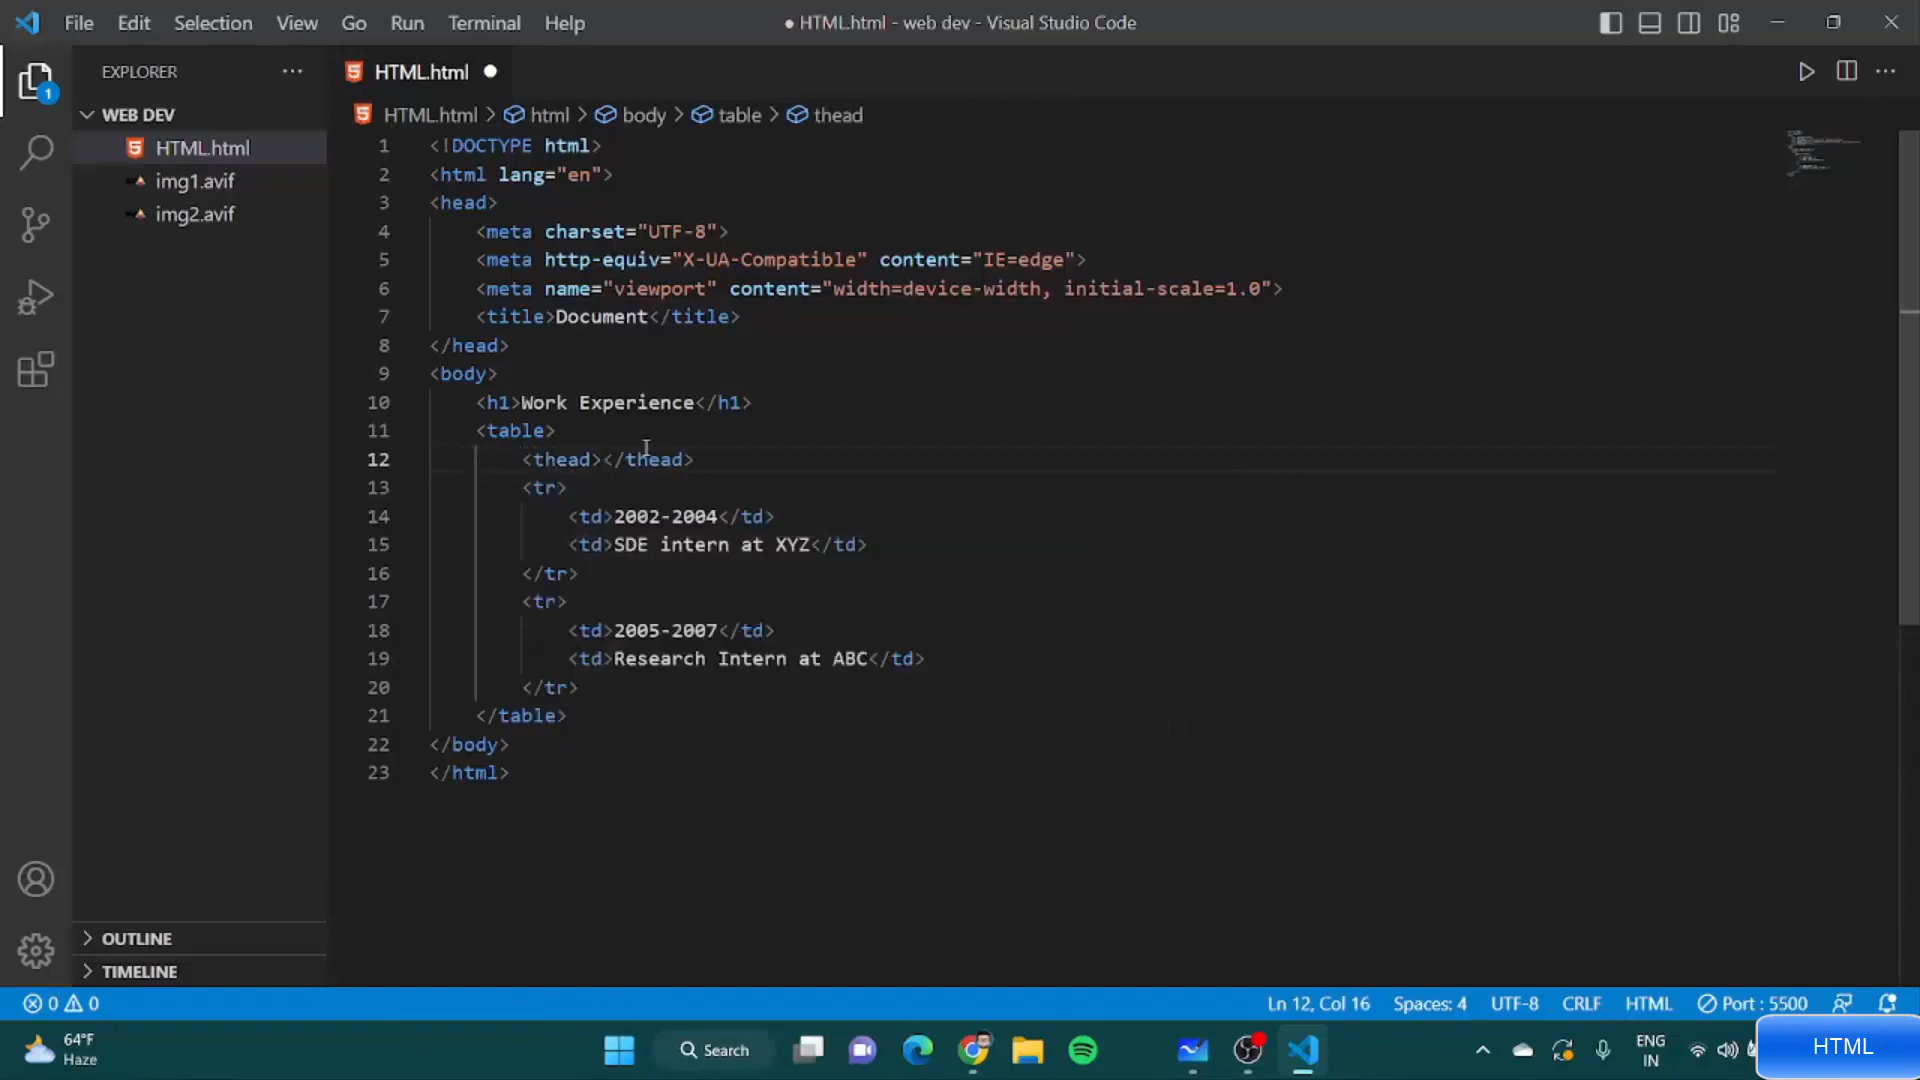 File Edit Selection View Go Run Terminal Help
● HTML.html - web dev - Visual Studio Code
EXPLORER
WEB DEV
HTML.html
img1.avif
img2.avif
OUTLINE
TIMELINE
1
HTML.html
HTML.html > html > body > table > thead
1 <!DOCTYPE html>
2 <html lang="en">
3 <head>
4 <meta charset="UTF-8">
5 <meta http-equiv="X-UA-Compatible" content="IE=edge">
6 <meta name="viewport" content="width=device-width, initial-scale=1.0">
7 <title>Document</title>
8 </head>
9 <body>
10 <h1>Work Experience</h1>
11 <table>
12 <thead></thead>
13 <tr>
14 <td>2002-2004</td>
15 <td>SDE intern at XYZ</td>
16 </tr>
17 <tr>
18 <td>2005-2007</td>
19 <td>Research Intern at ABC</td>
20 </tr>
21 </table>
22 </body>
23 </html>
0 0
Ln 12, Col 16 Spaces: 4 UTF-8 CRLF HTML Port : 5500
64°F
Haze
Search
ENG
IN
HTML